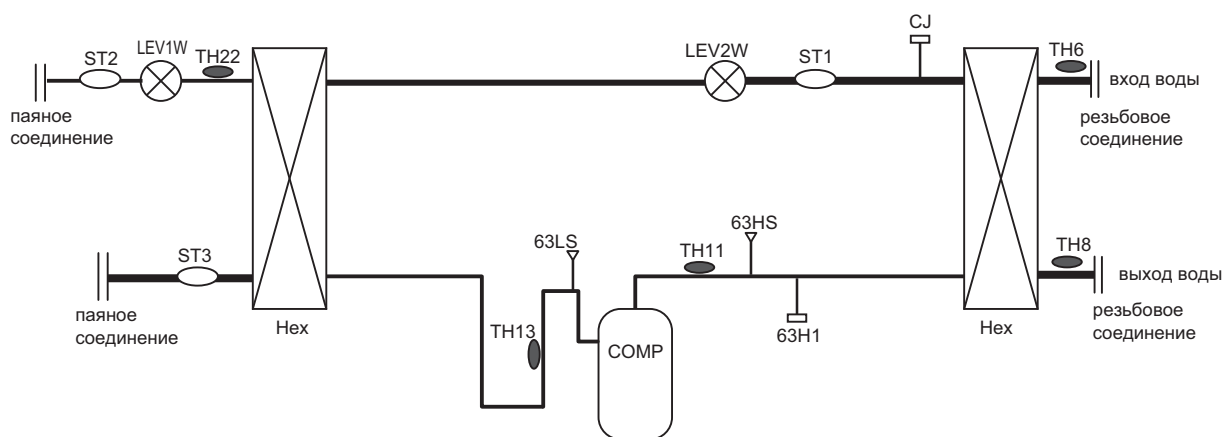 CJ
ST2
LEV1W
TH22
LEV2W
ST1
TH6
вход воды
паяное
соединение
резьбовое
соединение
ST3
63LS
TH11
63HS
TH8
выход воды
паяное
соединение
Hex
TH13
COMP
63H1
Hex
резьбовое
соединение